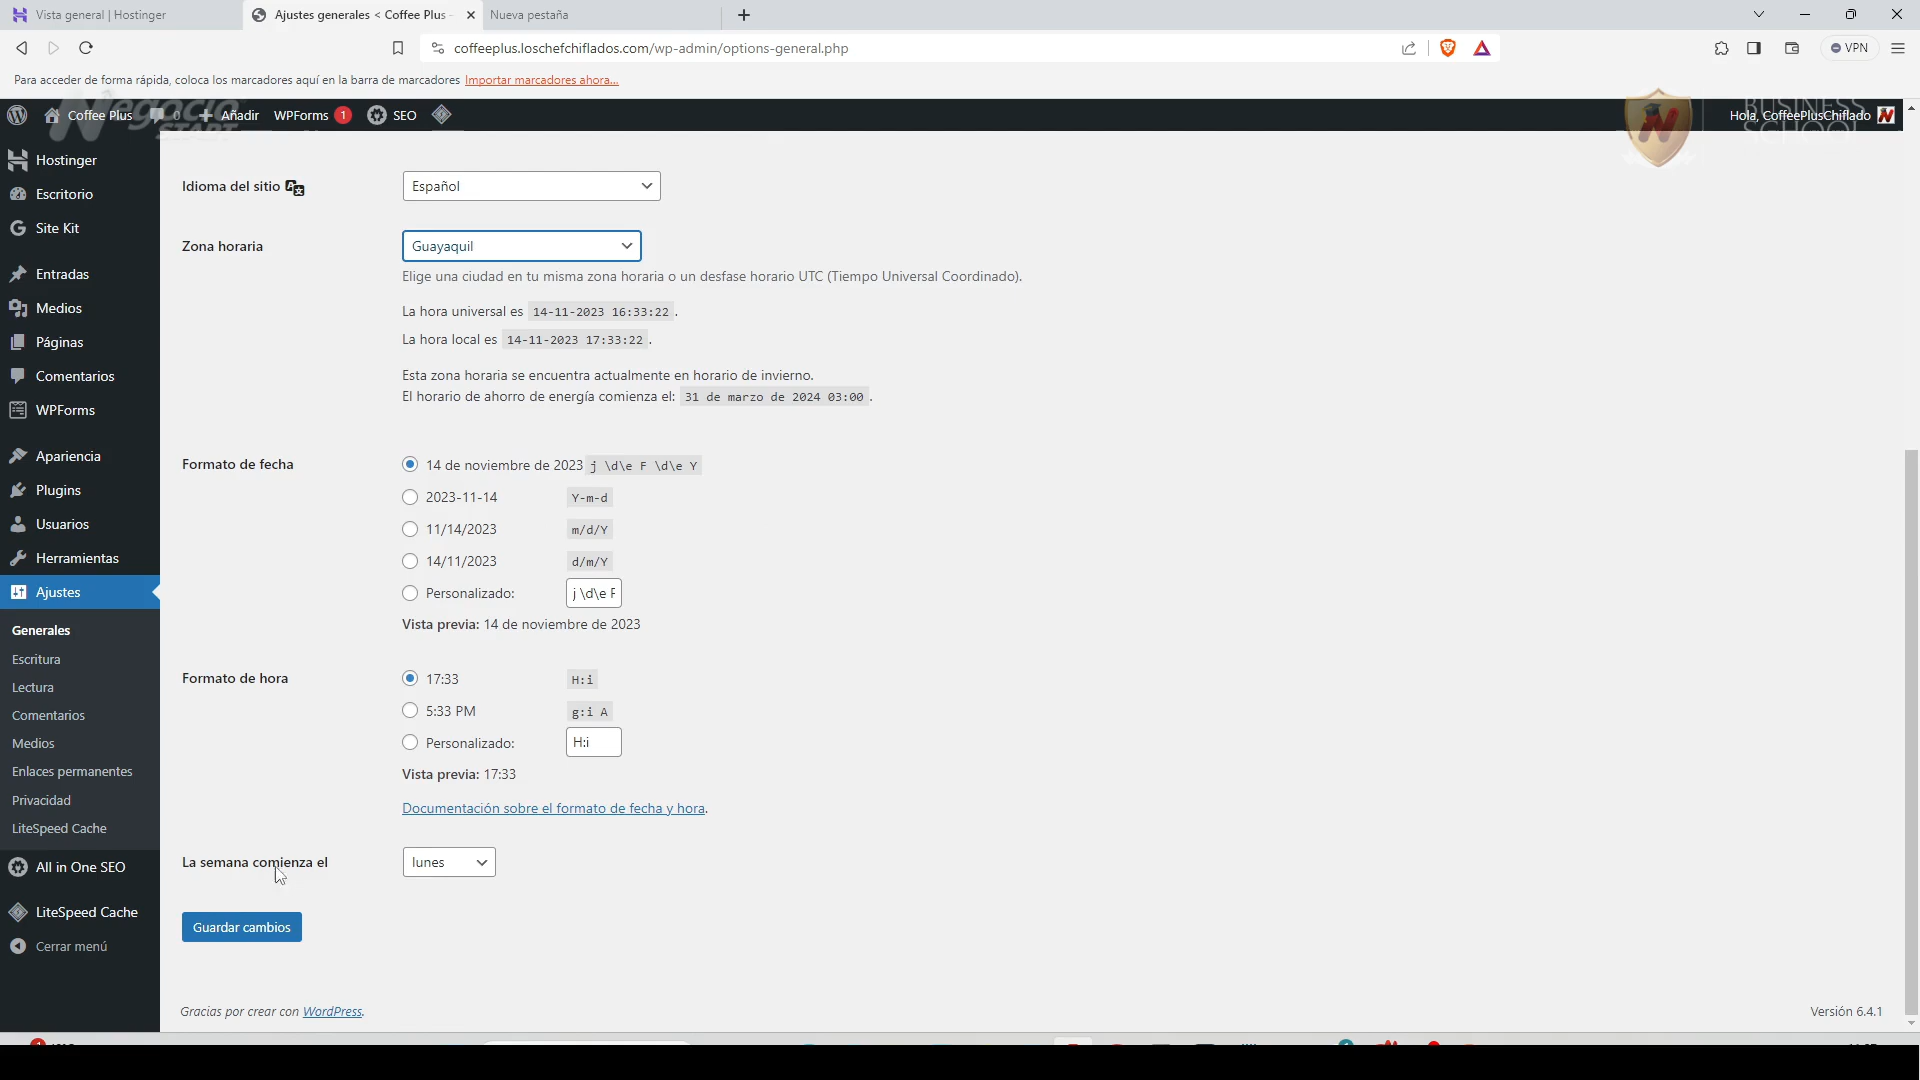 Vista general | Hostinger
Ajustes generales < Coffee Plus -
Nueva pestaña
coffeeplus.loschefchiflados.com/wp-admin/options-general.php
VPN
Para acceder de forma rápida, coloca los marcadores aquí en la barra de marcadores Importar marcadores ahora...
Coffee Plus 0 Añadir WPForms 1 SEO
Hola, CoffeePlusChiflado
Negocio
START
BUSINESS
SCHOOL
Hostinger
Escritorio
Site Kit
Entradas
Medios
Páginas
Comentarios
WPForms
Apariencia
Plugins
Usuarios
Herramientas
Ajustes
Generales
Escritura
Lectura
Comentarios
Medios
Enlaces permanentes
Privacidad
LiteSpeed Cache
All in One SEO
LiteSpeed Cache
Cerrar menú
Idioma del sitio
Español
Zona horaria
Guayaquil
Elige una ciudad en tu misma zona horaria o un desfase horario UTC (Tiempo Universal Coordinado).
La hora universal es 14-11-2023 16:33:22 .
La hora local es 14-11-2023 17:33:22 .
Esta zona horaria se encuentra actualmente en horario de invierno.
El horario de ahorro de energía comienza el: 31 de marzo de 2024 03:00 .
Formato de fecha
14 de noviembre de 2023 j \d\e F \d\e Y
2023-11-14 Y-m-d
11/14/2023 m/d/Y
14/11/2023 d/m/Y
Personalizado: j \d\e F
Vista previa: 14 de noviembre de 2023
Formato de hora
17:33 H:i
5:33 PM g:i A
Personalizado: H:i
Vista previa: 17:33
Documentación sobre el formato de fecha y hora.
La semana comienza el
lunes
Guardar cambios
Gracias por crear con WordPress.
Versión 6.4.1